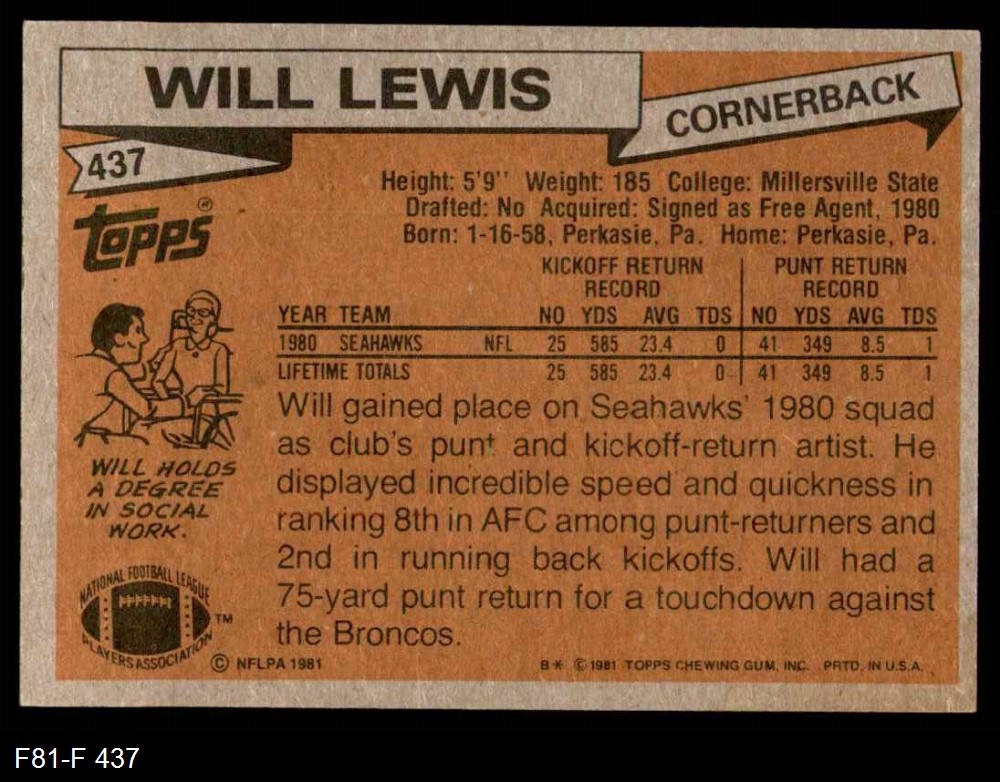 WILL LEWIS
CORNERBACK
437
topps®
Height: 5'9" Weight: 185 College: Millersville State
Drafted: No Acquired: Signed as Free Agent, 1980
Born: 1-16-58, Perkasie, Pa. Home: Perkasie, Pa.
KICKOFF RETURN RECORD PUNT RETURN RECORD
YEAR TEAM NO YDS AVG TDS NO YDS AVG TDS
1980 SEAHAWKS NFL 25 585 23.4 0 41 349 8.5 1
LIFETIME TOTALS 25 585 23.4 0 41 349 8.5 1
Will gained place on Seahawks' 1980 squad
as club's punt and kickoff-return artist. He
displayed incredible speed and quickness in
ranking 8th in AFC among punt-returners and
2nd in running back kickoffs. Will had a
75-yard punt return for a touchdown against
the Broncos.
WILL HOLDS
A DEGREE
IN SOCIAL
WORK.
NATIONAL FOOTBALL LEAGUE
PLAYERS ASSOCIATION
TM
© NFLPA 1981
B* © 1981 TOPPS CHEWING GUM, INC. PRTD. IN U.S.A.
F81-F 437